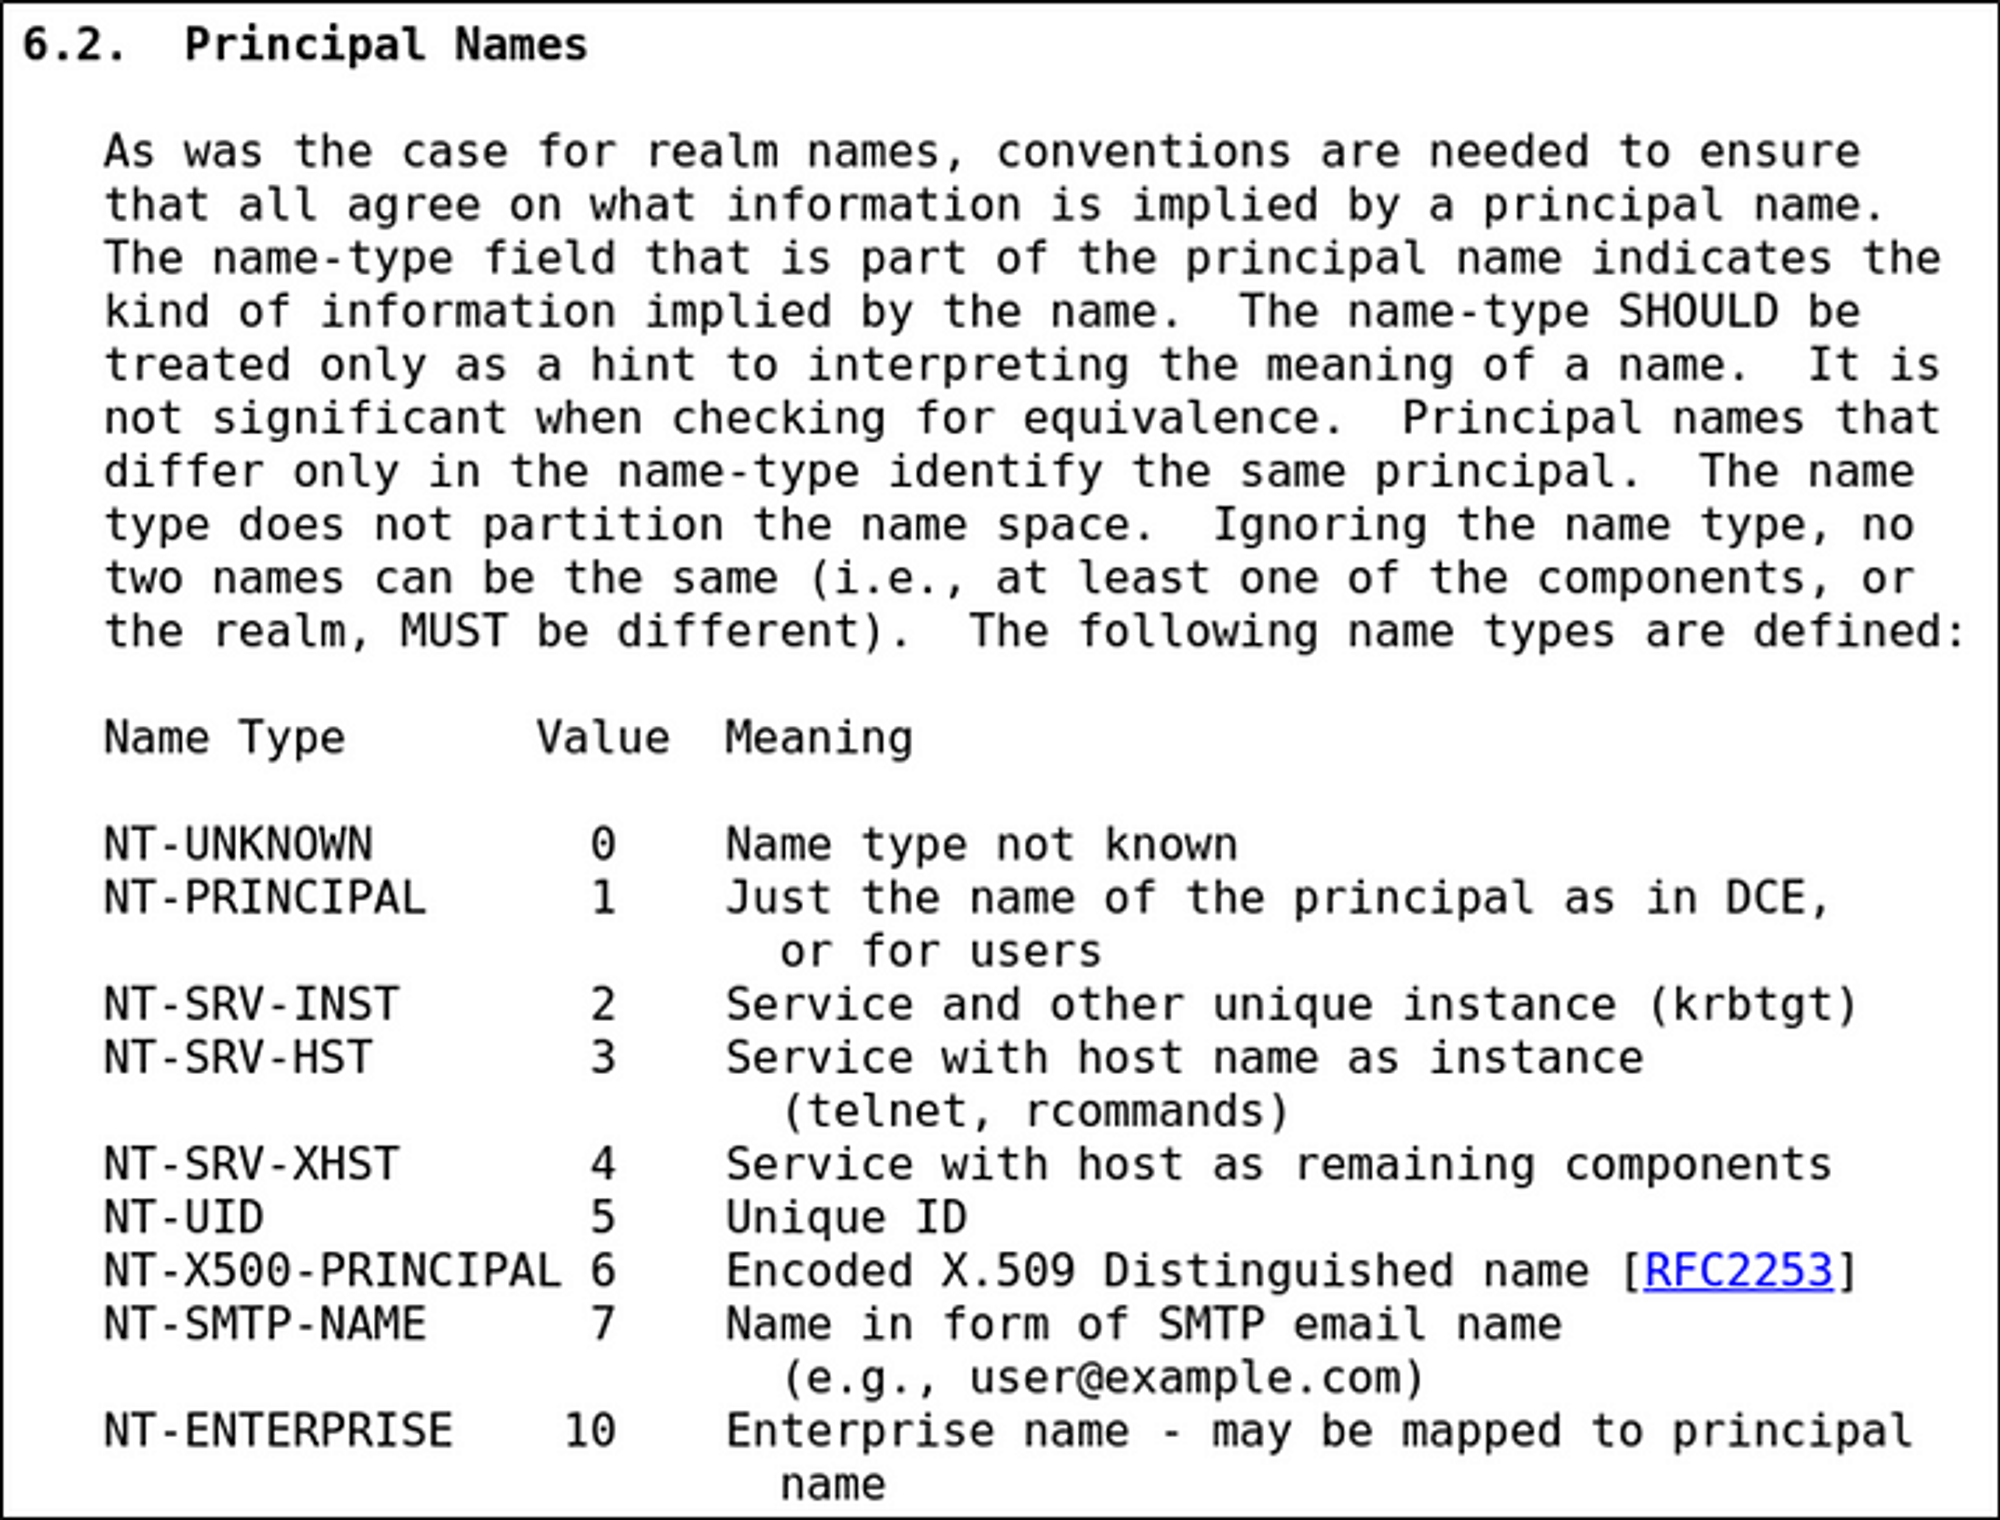 6.2.  Principal Names
As was the case for realm names, conventions are needed to ensure
that all agree on what information is implied by a principal name.
The name-type field that is part of the principal name indicates the
kind of information implied by the name.  The name-type SHOULD be
treated only as a hint to interpreting the meaning of a name.  It is
not significant when checking for equivalence.  Principal names that
differ only in the name-type identify the same principal.  The name
type does not partition the name space.  Ignoring the name type, no
two names can be the same (i.e., at least one of the components, or
the realm, MUST be different).  The following name types are defined:
Name Type       Value  Meaning
NT-UNKNOWN        0    Name type not known
NT-PRINCIPAL      1    Just the name of the principal as in DCE,
or for users
NT-SRV-INST       2    Service and other unique instance (krbtgt)
NT-SRV-HST        3    Service with host name as instance
(telnet, rcommands)
NT-SRV-XHST       4    Service with host as remaining components
NT-UID            5    Unique ID
NT-X500-PRINCIPAL 6    Encoded X.509 Distinguished name [RFC2253]
NT-SMTP-NAME      7    Name in form of SMTP email name
(e.g., user@example.com)
NT-ENTERPRISE    10    Enterprise name - may be mapped to principal
name